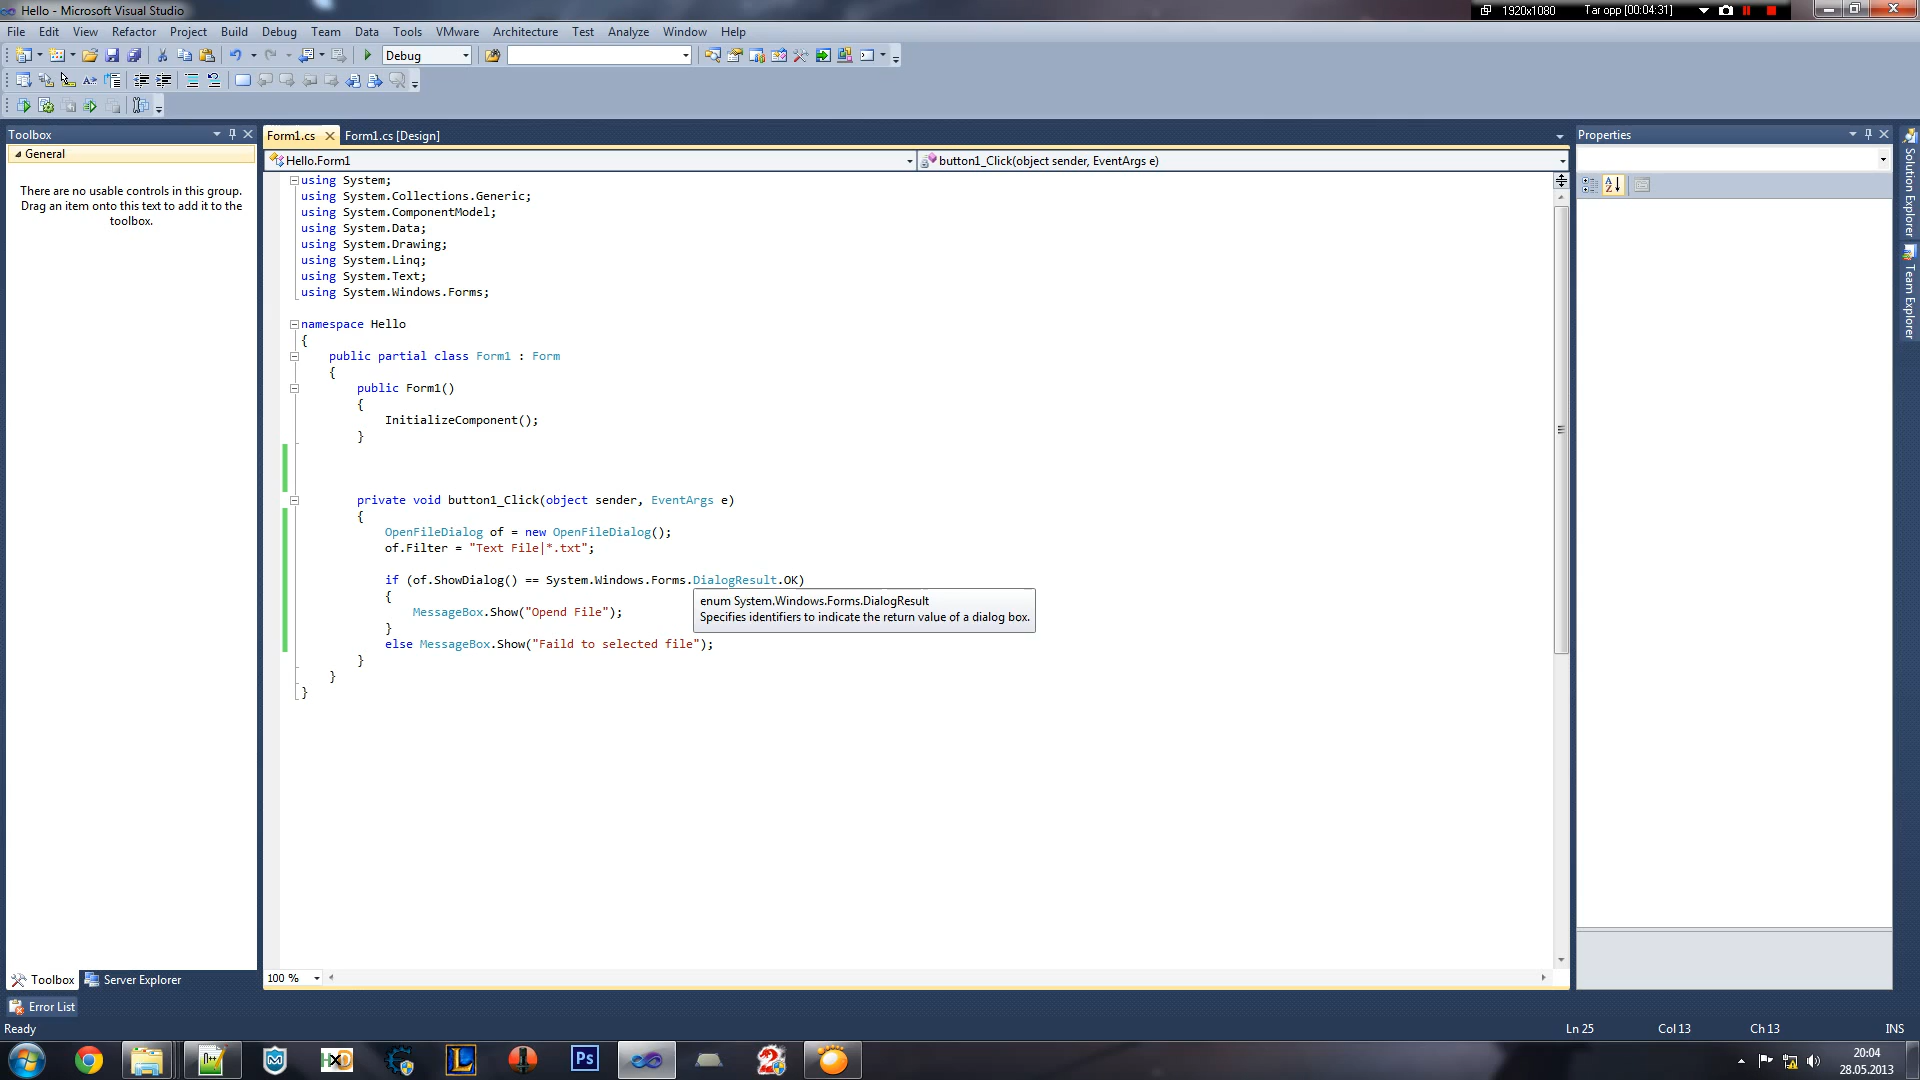 Hello - Microsoft Visual Studio
1920x1080
Tar opp [00:04:31]
File Edit View Refactor Project Build Debug Team Data Tools VMware Architecture Test Analyze Window Help
Debug
Toolbox
Form1.cs
Form1.cs [Design]
Properties
General
Hello.Form1
button1_Click(object sender, EventArgs e)
There are no usable controls in this group.
Drag an item onto this text to add it to the
toolbox.
using System;
using System.Collections.Generic;
using System.ComponentModel;
using System.Data;
using System.Drawing;
using System.Linq;
using System.Text;
using System.Windows.Forms;
namespace Hello
{
public partial class Form1 : Form
{
public Form1()
{
InitializeComponent();
}
private void button1_Click(object sender, EventArgs e)
{
OpenFileDialog of = new OpenFileDialog();
of.Filter = "Text File|*.txt";
if (of.ShowDialog() == System.Windows.Forms.DialogResult.OK)
{
MessageBox.Show("Opend File");
}
else MessageBox.Show("Faild to selected file");
}
}
}
enum System.Windows.Forms.DialogResult
Specifies identifiers to indicate the return value of a dialog box.
Solution Explorer
Team Explorer
100 %
Toolbox
Server Explorer
Error List
Ready
Ln 25
Col 13
Ch 13
INS
Ps
20:04
28.05.2013